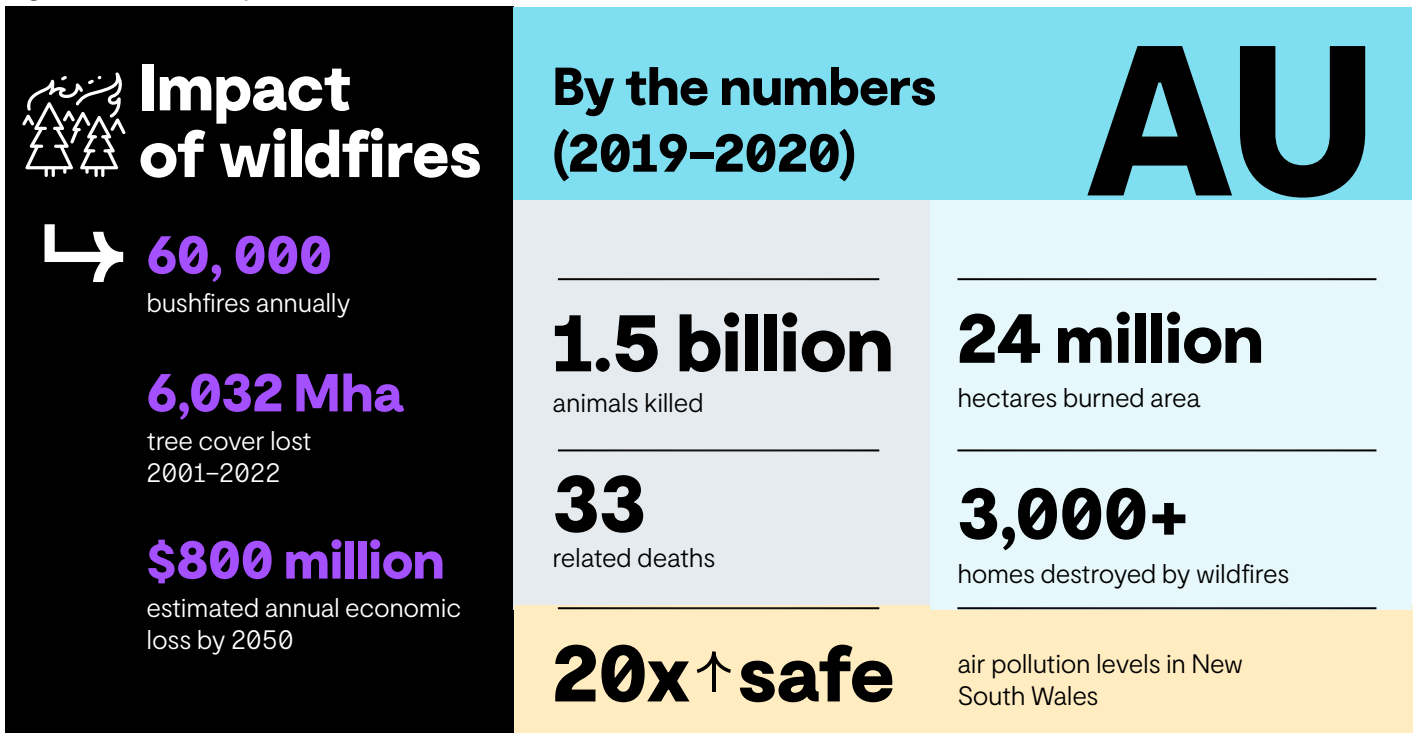 Impact
of wildfires
60, 000
bushfires annually
6,032 Mha
tree cover lost
2001–2022
$800 million
estimated annual economic
loss by 2050
By the numbers
(2019–2020)
AU
1.5 billion
animals killed
24 million
hectares burned area
33
related deaths
3,000+
homes destroyed by wildfires
20x↑safe
air pollution levels in New
South Wales